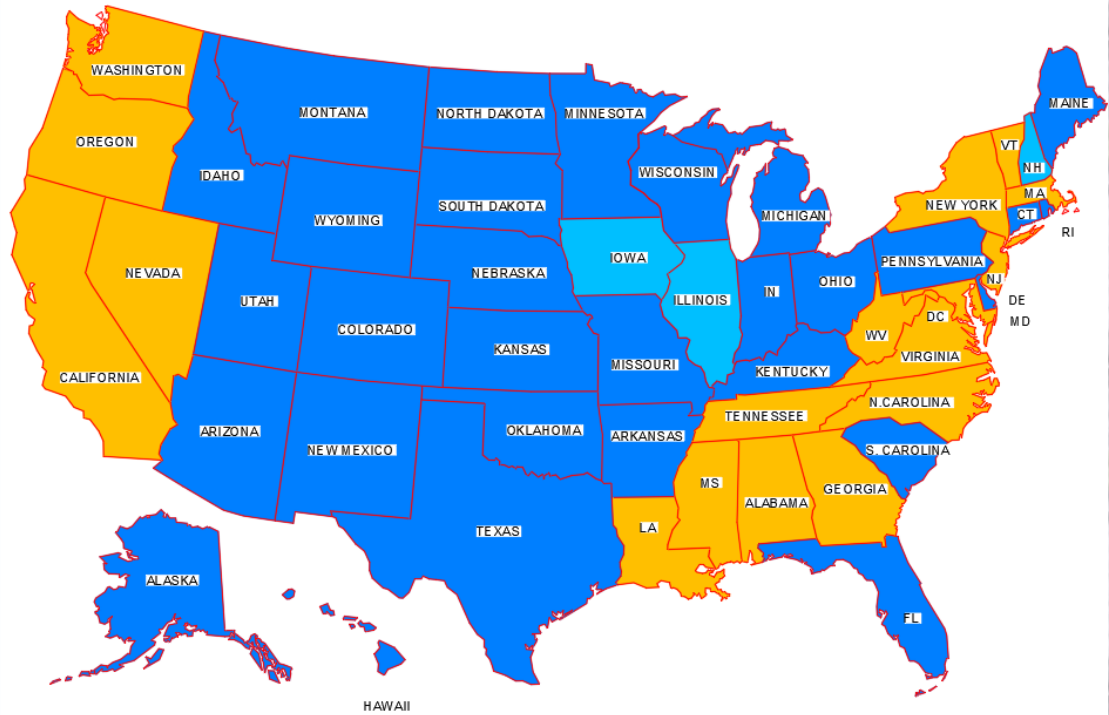 WASHINGTON
MAINE
MONTANA
NORTH DAKOTA
MINNESOTA
OREGON
VT
NH
IDAHO
WISCONSIN
MA
SOUTH DAKOTA
NEW YORK
WYOMING
MICHIGAN
CT
RI
IOWA
PENNSYLVANIA
NEVADA
NEBRASKA
OHIO
NJ
UTAH
ILLINOIS
IN
DE
COLORADO
DC
MD
KANSAS
WV
VIRGINIA
CALIFORNIA
MISSOURI
KENTUCKY
N.CAROLINA
TENNESSEE
ARIZONA
OKLAHOMA
ARKANSAS
NEW MEXICO
S. CAROLINA
MS
GEORGIA
ALABAMA
TEXAS
LA
ALASKA
FL
HAWAII